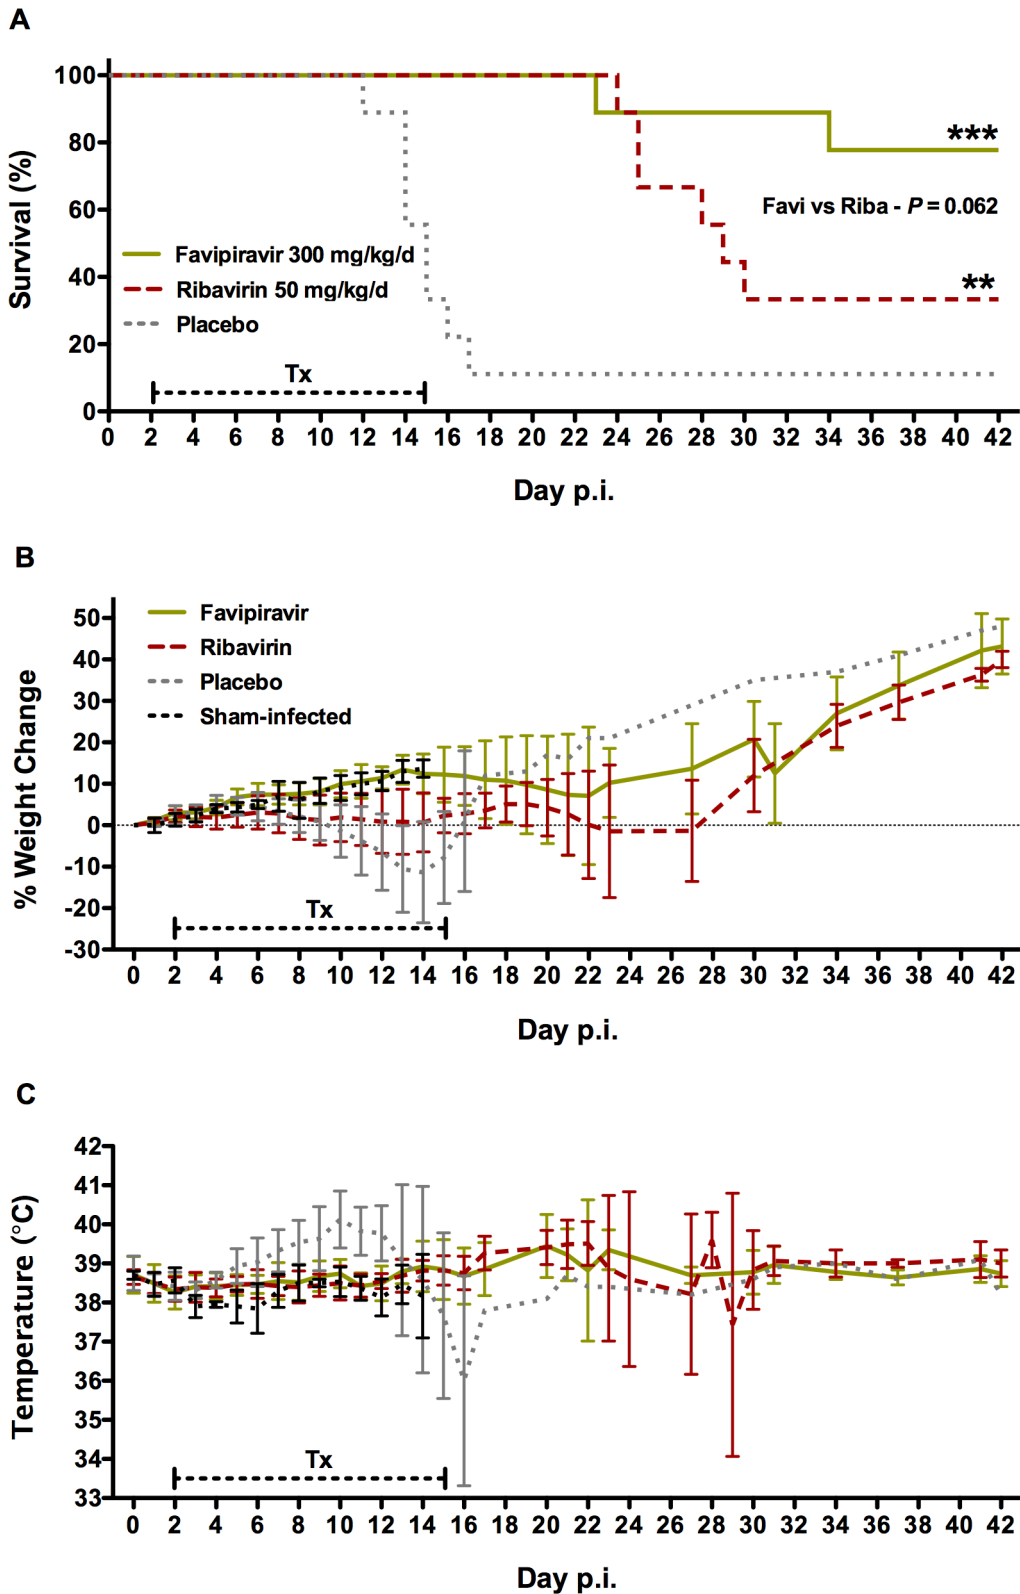 A
100
80
60
40
20
0
Survival (%)
***
Favi vs Riba - P = 0.062
**
Favipiravir 300 mg/kg/d
Ribavirin 50 mg/kg/d
Placebo
Tx
0 2 4 6 8 10 12 14 16 18 20 22 24 26 28 30 32 34 36 38 40 42
Day p.i.
B
50
40
30
20
10
0
-10
-20
-30
% Weight Change
Favipiravir
Ribavirin
Placebo
Sham-infected
Tx
0 2 4 6 8 10 12 14 16 18 20 22 24 26 28 30 32 34 36 38 40 42
Day p.i.
C
42
41
40
39
38
37
36
35
34
33
Temperature (°C)
Tx
0 2 4 6 8 10 12 14 16 18 20 22 24 26 28 30 32 34 36 38 40 42
Day p.i.